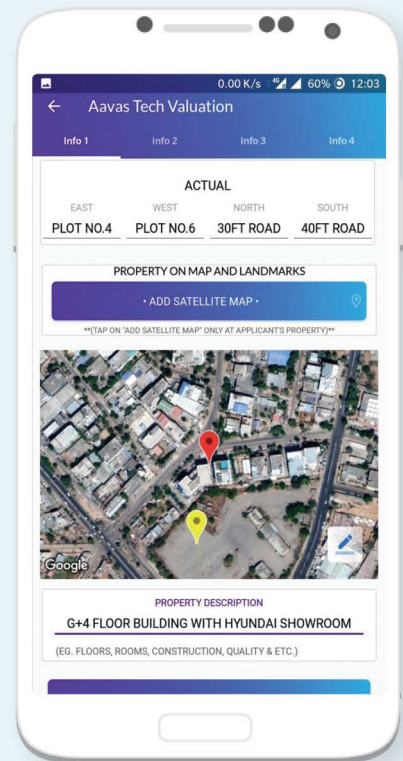 0.00 K/s 4G 60% 12:03
← Aavas Tech Valuation
Info 1 Info 2 Info 3 Info 4
ACTUAL
EAST WEST NORTH SOUTH
PLOT NO.4 PLOT NO.6 30FT ROAD 40FT ROAD
PROPERTY ON MAP AND LANDMARKS
• ADD SATELLITE MAP •
**(TAP ON "ADD SATELLITE MAP" ONLY AT APPLICANT'S PROPERTY)**
Google
PROPERTY DESCRIPTION
G+4 FLOOR BUILDING WITH HYUNDAI SHOWROOM
(EG. FLOORS, ROOMS, CONSTRUCTION, QUALITY & ETC.)